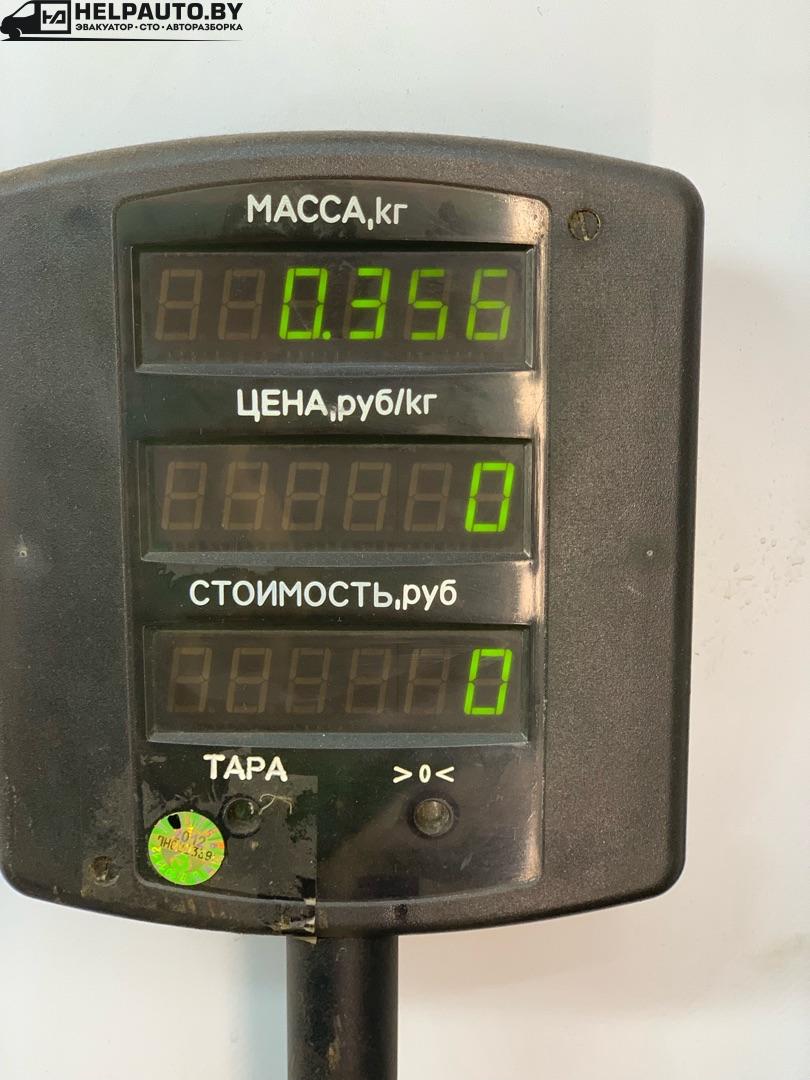 HELPAUTO.BY
ЭВАКУАТОР • СТО • АВТОРАЗБОРКА
МАССА,кг
0.356
ЦЕНА,руб/кг
0
СТОИМОСТЬ,руб
0
ТАРА >0<